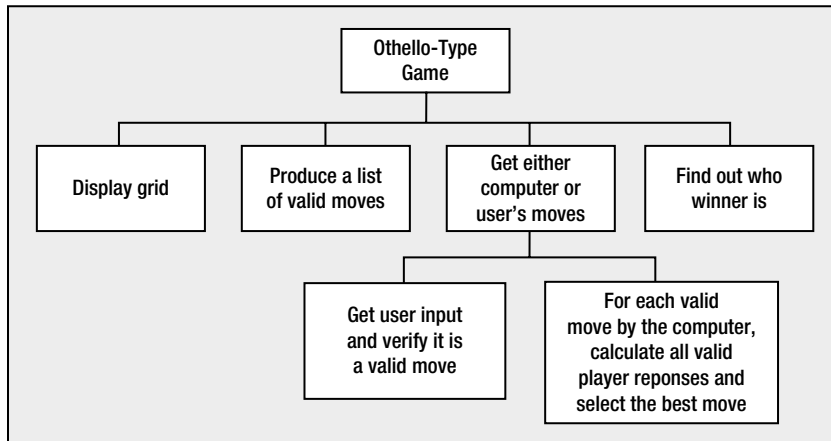 Othello-Type
Game
Display grid
Produce a list
of valid moves
Get either
computer or
user's moves
Find out who
winner is
Get user input
and verify it is
a valid move
For each valid
move by the computer,
calculate all valid
player reponses and
select the best move